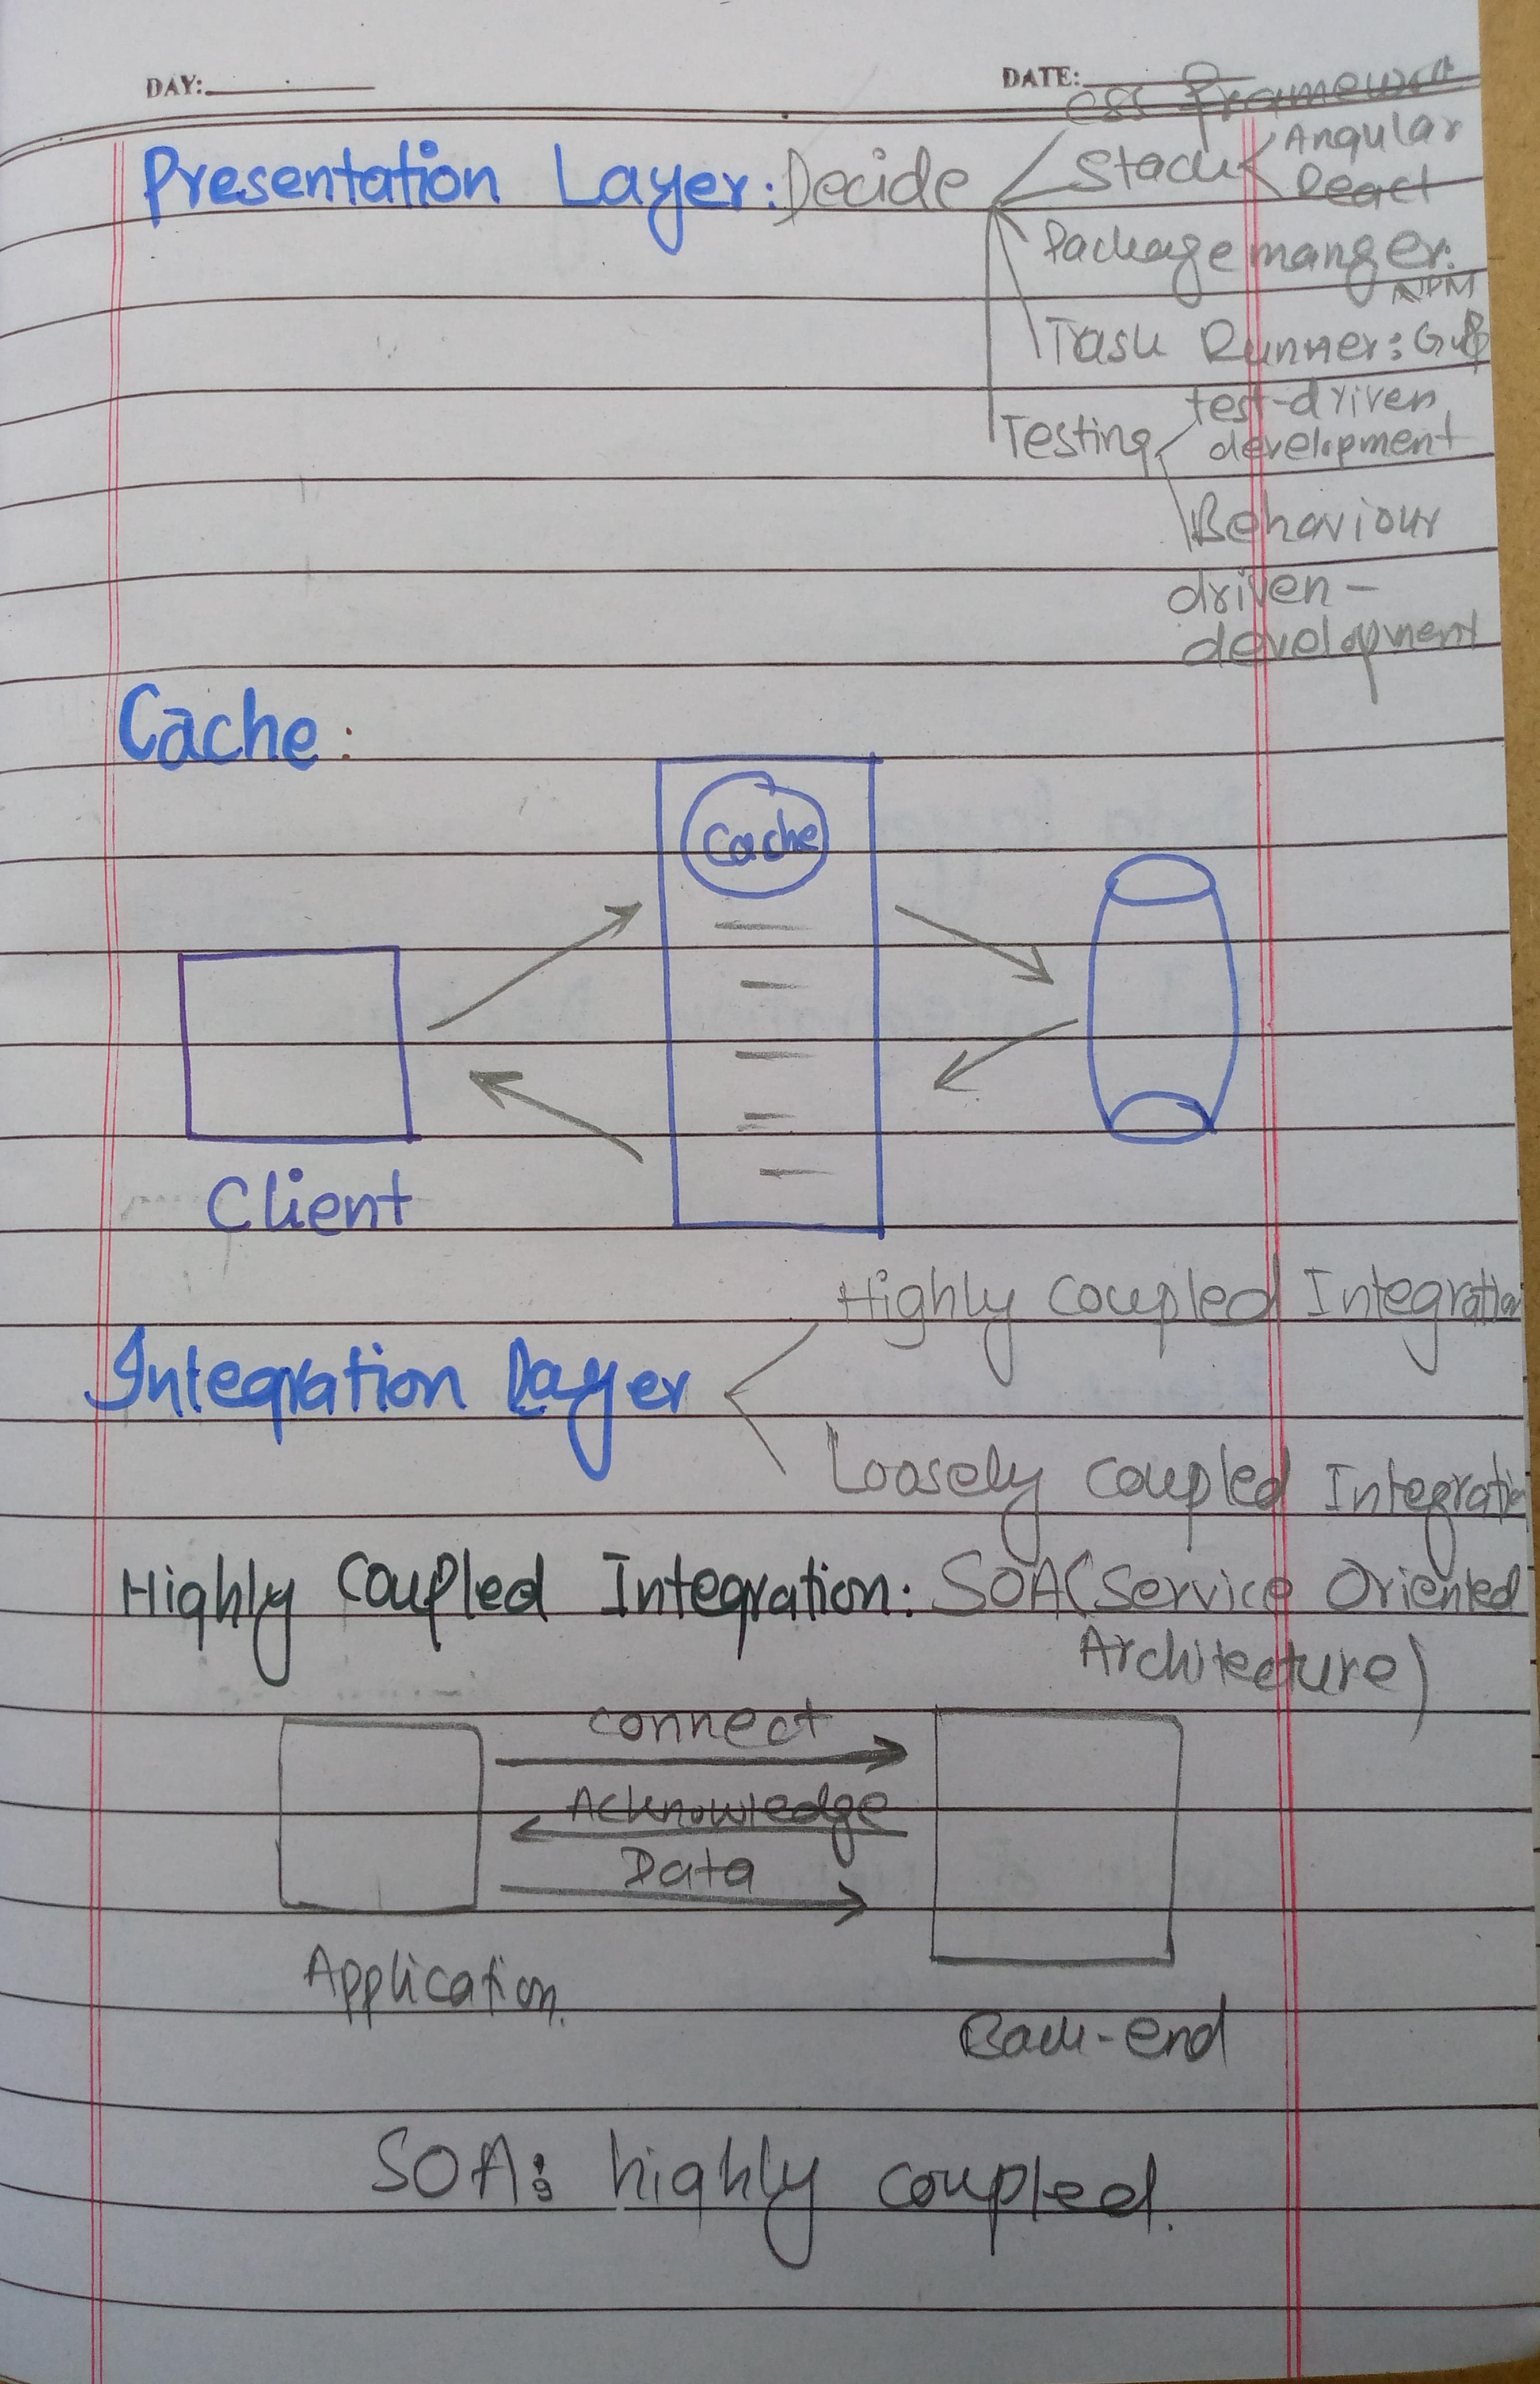 DAY:
DATE:
css framework
Presentation Layer: Decide
Stack
Angular
React
Package manger:
NPM
Task Runner: Gulp
Testing
test-driven
development
Behaviour
driven-
development
Cache:
Cache
Client
Highly Coupled Integration
Integration Layer
Loosely Coupled Integration
Highly Coupled Integration: SOA(Service Oriented
Architecture)
connect
Acknowledge
Data
Application.
Back-end
SOA: highly coupled.